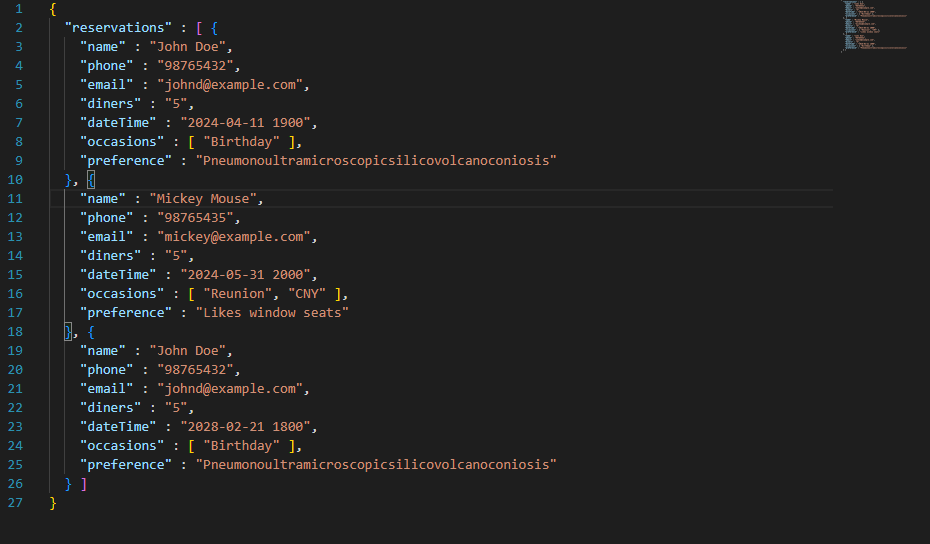 1 {
2   "reservations" : [ {
3     "name" : "John Doe",
4     "phone" : "98765432",
5     "email" : "johnd@example.com",
6     "diners" : "5",
7     "dateTime" : "2024-04-11 1900",
8     "occasions" : [ "Birthday" ],
9     "preference" : "Pneumonoultramicroscopicsilicovolcanoconiosis"
10   }, {
11     "name" : "Mickey Mouse",
12     "phone" : "98765435",
13     "email" : "mickey@example.com",
14     "diners" : "5",
15     "dateTime" : "2024-05-31 2000",
16     "occasions" : [ "Reunion", "CNY" ],
17     "preference" : "Likes window seats"
18   }, {
19     "name" : "John Doe",
20     "phone" : "98765432",
21     "email" : "johnd@example.com",
22     "diners" : "5",
23     "dateTime" : "2028-02-21 1800",
24     "occasions" : [ "Birthday" ],
25     "preference" : "Pneumonoultramicroscopicsilicovolcanoconiosis"
26   } ]
27 }